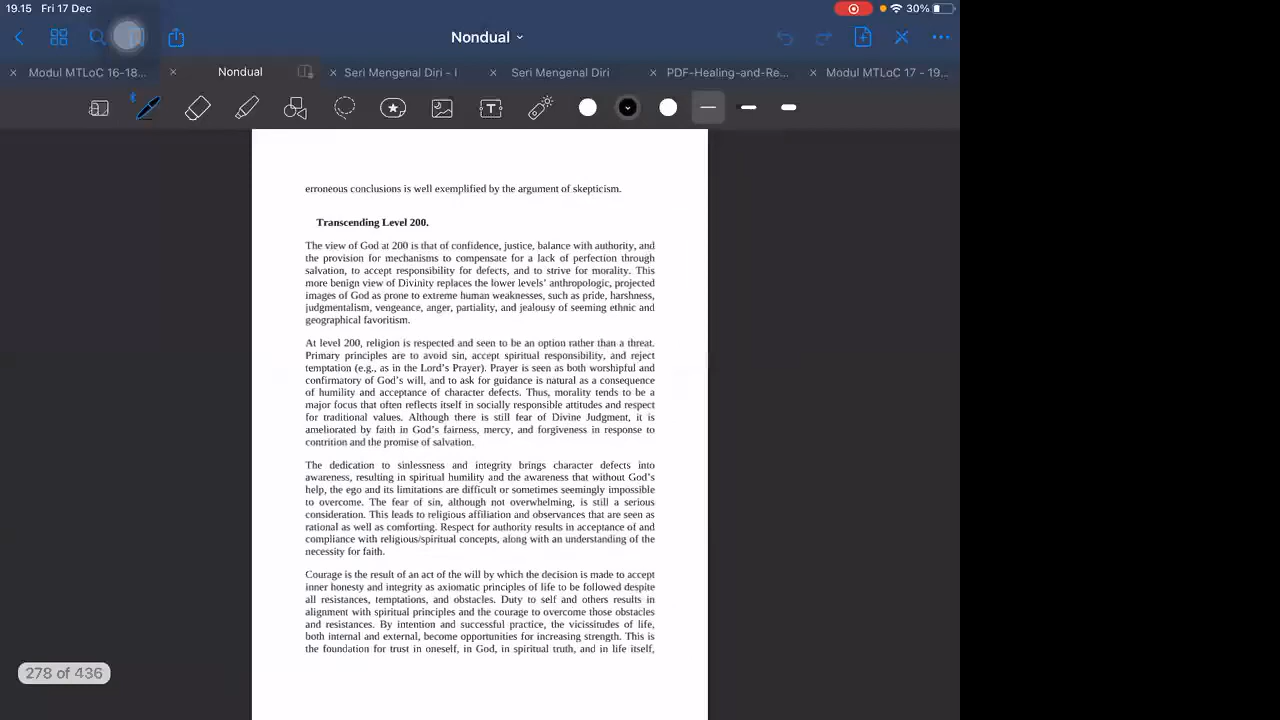 19.15 Fri 17 Dec
30%
Nondual
Modul MTLoC 16-18...
Nondual
Seri Mengenal Diri - I
Seri Mengenal Diri
PDF-Healing-and-Re...
Modul MTLoC 17 - 19...
erroneous conclusions is well exemplified by the argument of skepticism.
Transcending Level 200.
The view of God at 200 is that of confidence, justice, balance with authority, and
the provision for mechanisms to compensate for a lack of perfection through
salvation, to accept responsibility for defects, and to strive for morality. This
more benign view of Divinity replaces the lower levels’ anthropologic, projected
images of God as prone to extreme human weaknesses, such as pride, harshness,
judgmentalism, vengeance, anger, partiality, and jealousy of seeming ethnic and
geographical favoritism.
At level 200, religion is respected and seen to be an option rather than a threat.
Primary principles are to avoid sin, accept spiritual responsibility, and reject
temptation (e.g., as in the Lord’s Prayer). Prayer is seen as both worshipful and
confirmatory of God’s will, and to ask for guidance is natural as a consequence
of humility and acceptance of character defects. Thus, morality tends to be a
major focus that often reflects itself in socially responsible attitudes and respect
for traditional values. Although there is still fear of Divine Judgment, it is
ameliorated by faith in God’s fairness, mercy, and forgiveness in response to
contrition and the promise of salvation.
The dedication to sinlessness and integrity brings character defects into
awareness, resulting in spiritual humility and the awareness that without God’s
help, the ego and its limitations are difficult or sometimes seemingly impossible
to overcome. The fear of sin, although not overwhelming, is still a serious
consideration. This leads to religious affiliation and observances that are seen as
rational as well as comforting. Respect for authority results in acceptance of and
compliance with religious/spiritual concepts, along with an understanding of the
necessity for faith.
Courage is the result of an act of the will by which the decision is made to accept
inner honesty and integrity as axiomatic principles of life to be followed despite
all resistances, temptations, and obstacles. Duty to self and others results in
alignment with spiritual principles and the courage to overcome those obstacles
and resistances. By intention and successful practice, the vicissitudes of life,
both internal and external, become opportunities for increasing strength. This is
the foundation for trust in oneself, in God, in spiritual truth, and in life itself,
278 of 436